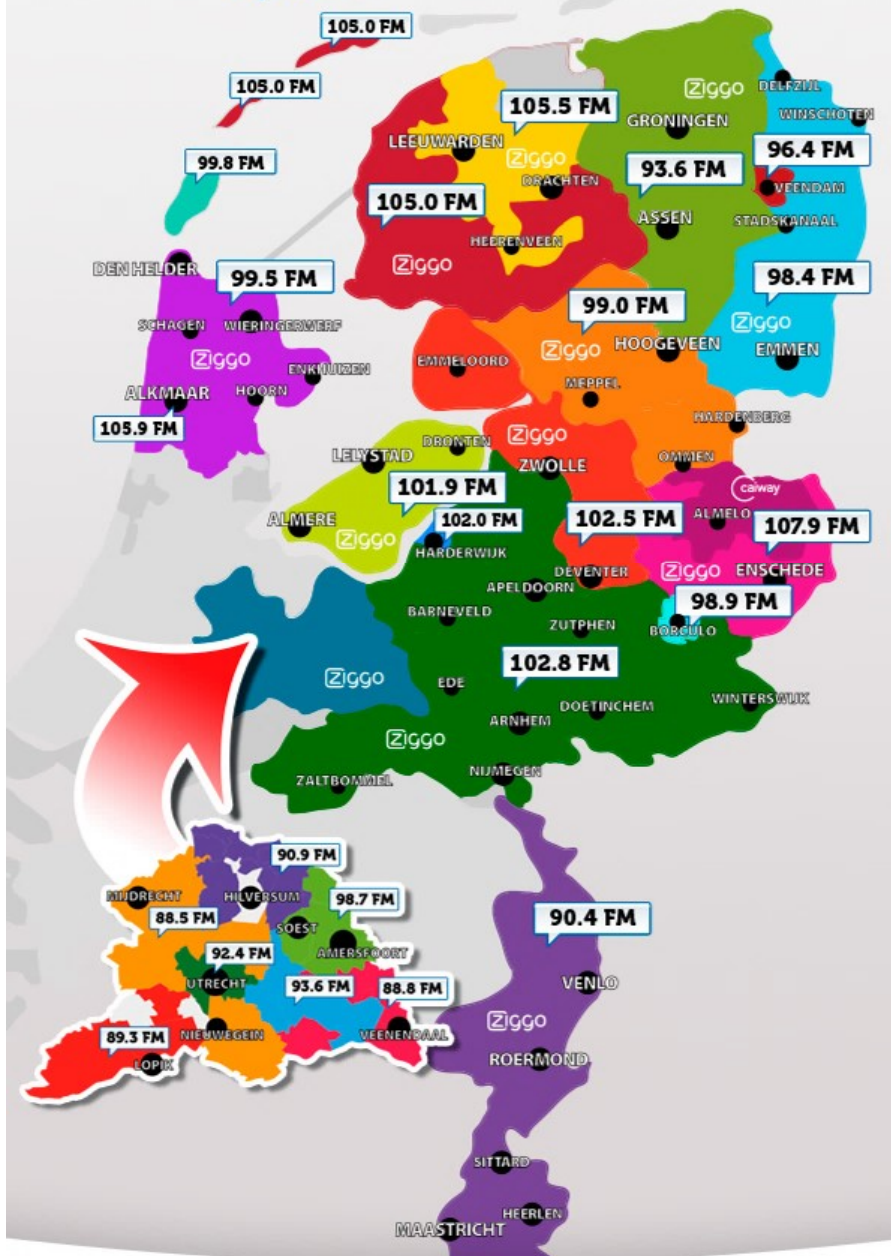 105.0 FM
105.0 FM
99.8 FM
105.5 FM
LEEUWARDEN
Ziggo
DRACHTEN
105.0 FM
HEERENVEEN
Ziggo
Ziggo
GRONINGEN
DELFZIJL
WINSCHOTEN
96.4 FM
VEENDAM
93.6 FM
ASSEN
STADSKANAAL
98.4 FM
Ziggo
EMMEN
DEN HELDER
99.5 FM
SCHAGEN
WIERINGERWERF
Ziggo
ENKHUIZEN
ALKMAAR
HOORN
105.9 FM
99.0 FM
Ziggo
HOOGEVEEN
EMMELOORD
MEPPEL
HARDENBERG
OMMEN
Ziggo
ZWOLLE
DRONTEN
LELYSTAD
101.9 FM
ALMERE
Ziggo
102.0 FM
HARDERWIJK
102.5 FM
DEVENTER
caiway
ALMELO
107.9 FM
Ziggo
ENSCHEDE
98.9 FM
BORCULO
APELDOORN
BARNEVELD
ZUTPHEN
102.8 FM
Ziggo
EDE
DOETINCHEM
WINTERSWIJK
ARNHEM
Ziggo
NIJMEGEN
ZALTBOMMEL
90.9 FM
MIJDRECHT
HILVERSUM
98.7 FM
88.5 FM
SOEST
AMERSFOORT
92.4 FM
UTRECHT
93.6 FM
88.8 FM
NIEUWEGEIN
VEENENDAAL
89.3 FM
LOPIK
90.4 FM
VENLO
Ziggo
ROERMOND
SITTARD
HEERLEN
MAASTRICHT